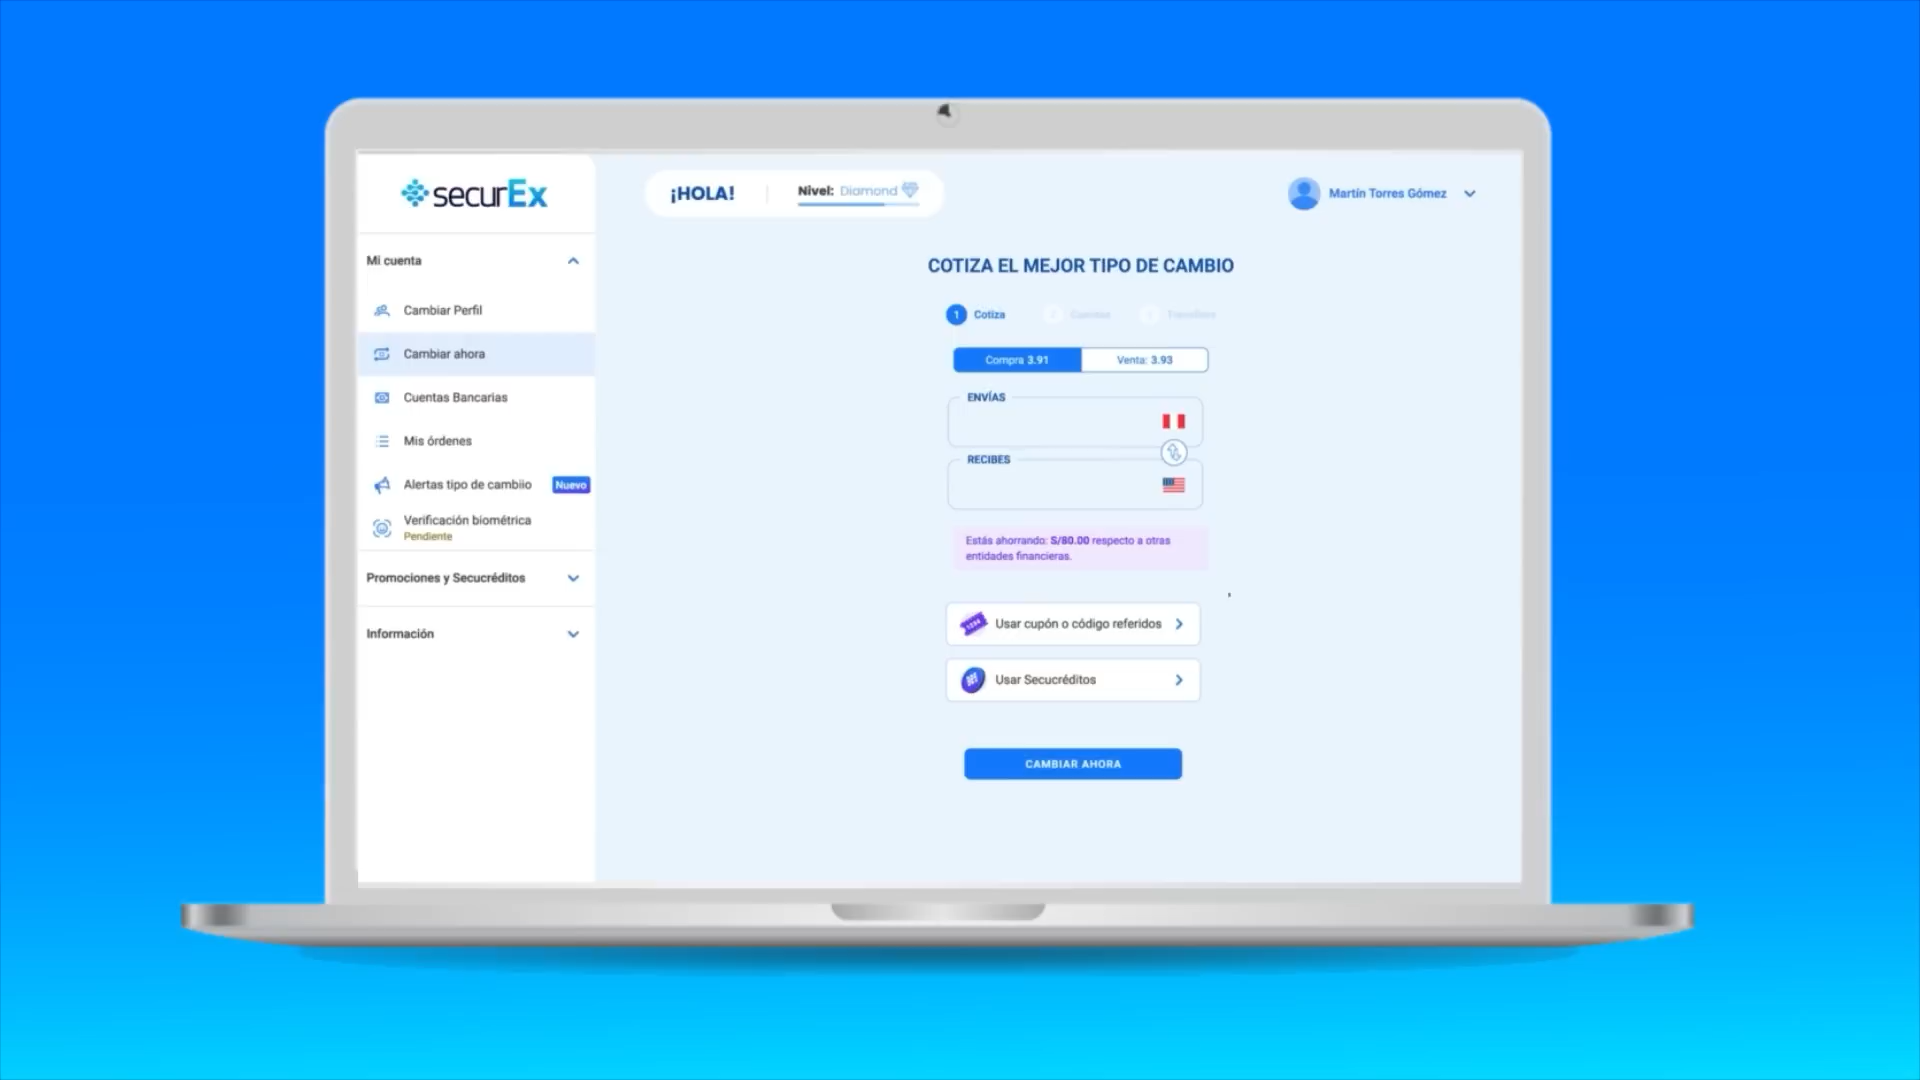 securEx
¡HOLA!
Nivel: Diamond
Martín Torres Gómez
Mi cuenta
Cambiar Perfil
Cambiar ahora
Cuentas Bancarias
Mis órdenes
Alertas tipo de cambiio Nuevo
Verificación biométrica
Pendiente
Promociones y Secucréditos
Información
COTIZA EL MEJOR TIPO DE CAMBIO
1 Cotiza
Compra 3.91
Venta: 3.93
ENVÍAS
RECIBES
Estás ahorrando: S/80.00 respecto a otras
entidades financieras.
Usar cupón o código referidos
Usar Secucréditos
CAMBIAR AHORA